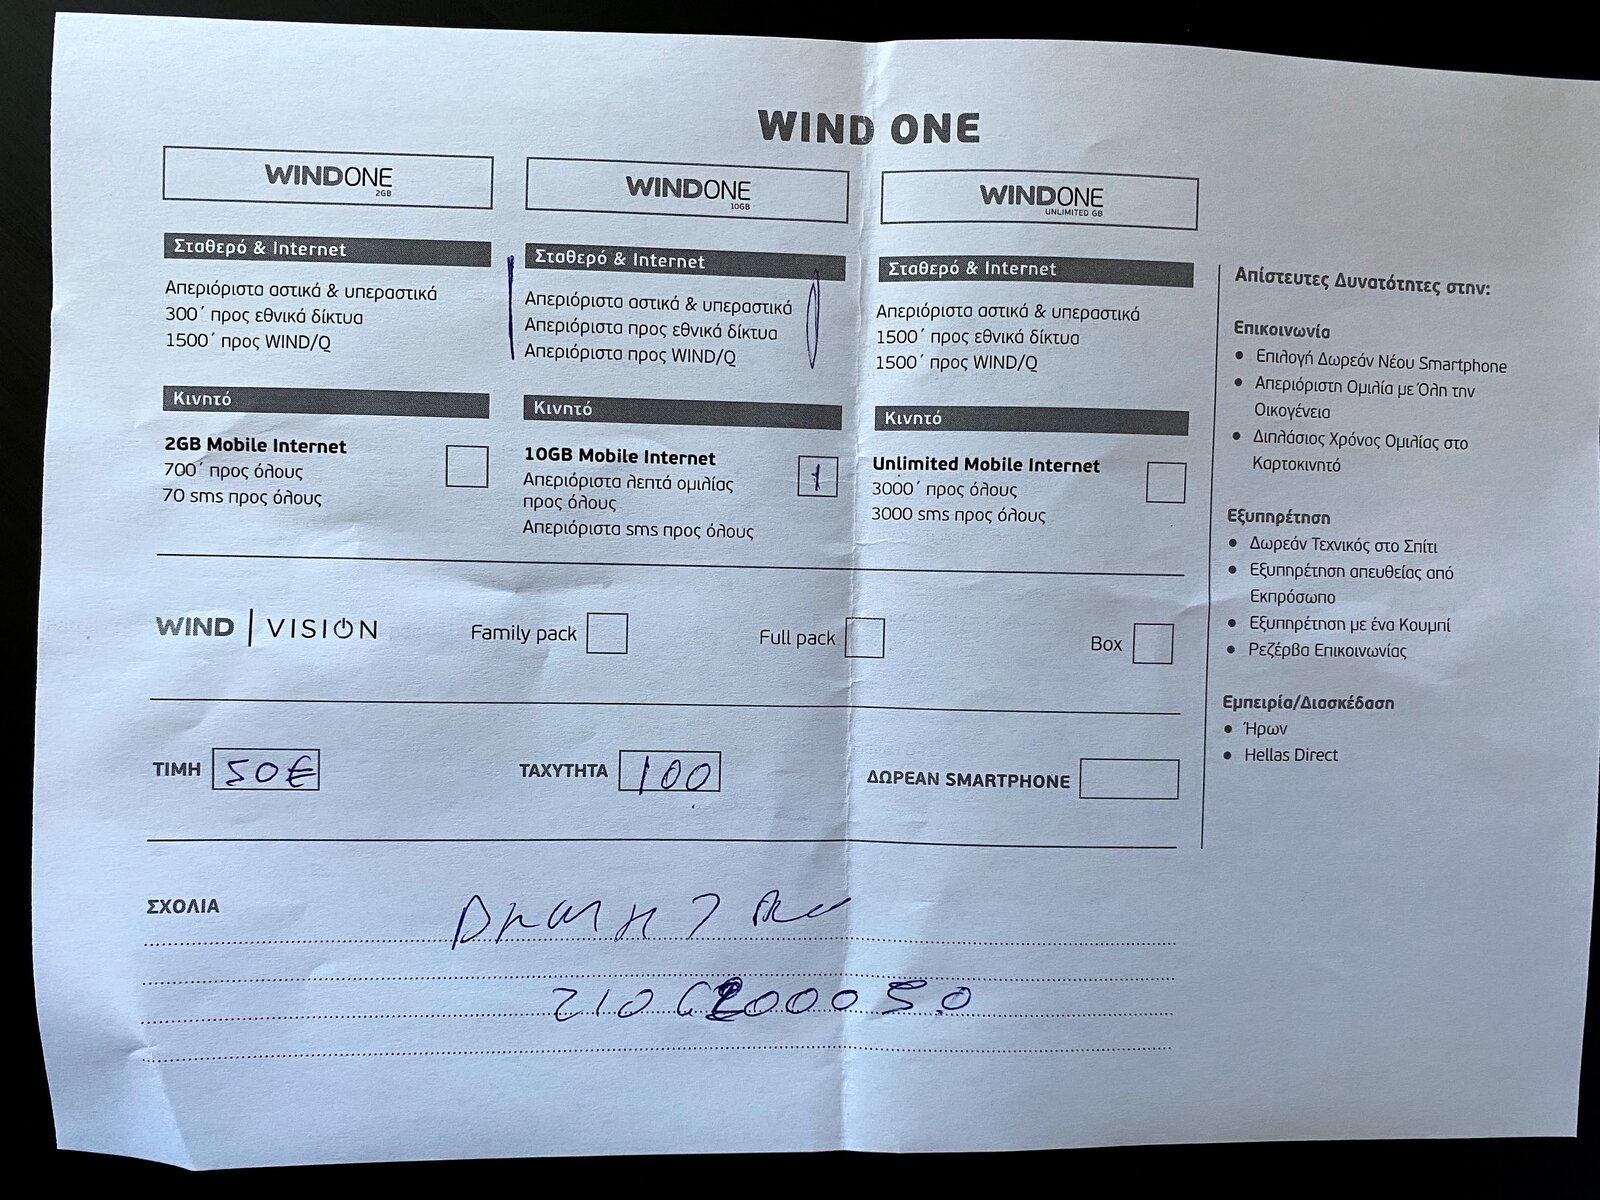 WIND ONE
WINDONE
2GB
Σταθερό & Internet
Απεριόριστα αστικά & υπεραστικά
300΄ προς εθνικά δίκτυα
1500΄ προς WIND/Q
Κινητό
2GB Mobile Internet
700΄ προς όλους
70 sms προς όλους
WINDONE
10GB
Σταθερό & Internet
Απεριόριστα αστικά & υπεραστικά
Απεριόριστα προς εθνικά δίκτυα
Απεριόριστα προς WIND/Q
Κινητό
10GB Mobile Internet
Απεριόριστα λεπτά ομιλίας
προς όλους
Απεριόριστα sms προς όλους
1
WINDONE
UNLIMITED GB
Σταθερό & Internet
Απεριόριστα αστικά & υπεραστικά
1500΄ προς εθνικά δίκτυα
1500΄ προς WIND/Q
Κινητό
Unlimited Mobile Internet
3000΄ προς όλους
3000 sms προς όλους
WIND | VISION Family pack Full pack Box
ΤΙΜΗ 50€ ΤΑΧΥΤΗΤΑ 100 ΔΩΡΕΑΝ SMARTPHONE
ΣΧΟΛΙΑ
Απίστευτες Δυνατότητες στην:
Επικοινωνία
• Επιλογή Δωρεάν Νέου Smartphone
• Απεριόριστη Ομιλία με Όλη την
Οικογένεια
• Διπλάσιος Χρόνος Ομιλίας στο
Καρτοκινητό
Εξυπηρέτηση
• Δωρεάν Τεχνικός στο Σπίτι
• Εξυπηρέτηση απευθείας από
Εκπρόσωπο
• Εξυπηρέτηση με ένα Κουμπί
• Ρεζέρβα Επικοινωνίας
Εμπειρία/Διασκέδαση
• Ήρων
• Hellas Direct